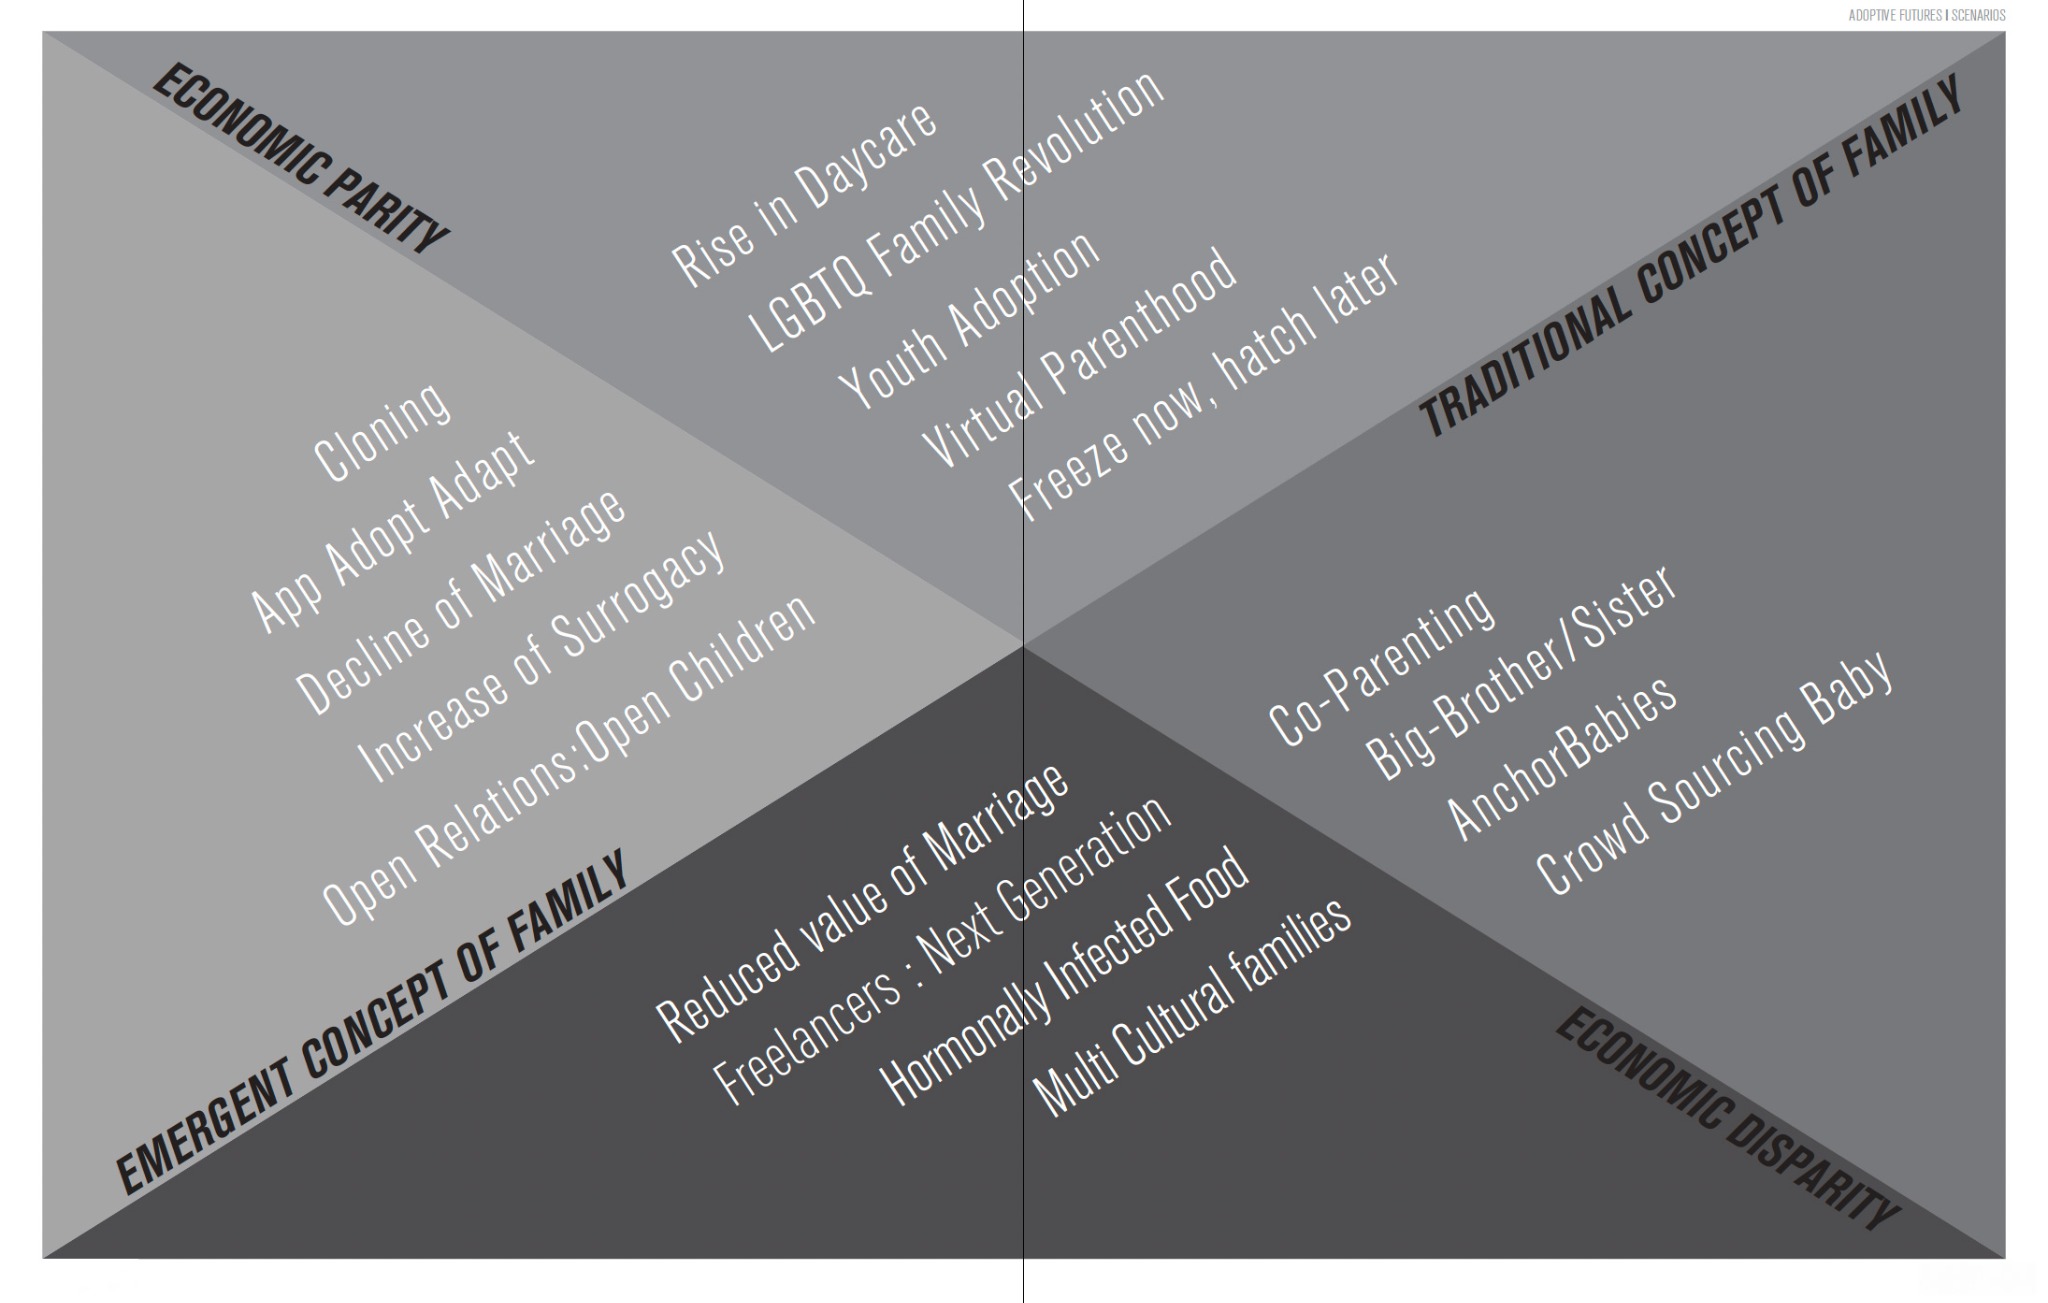 ADOPTIVE FUTURES | SCENARIOS
ECONOMIC PARITY
TRADITIONAL CONCEPT OF FAMILY
Rise in Daycare
LGBTQ Family Revolution
Youth Adoption
Virtual Parenthood
Freeze now, hatch later
Cloning
App Adopt Adapt
Decline of Marriage
Increase of Surrogacy
Open Relations:Open Children
Co-Parenting
Big-Brother/Sister
AnchorBabies
Crowd Sourcing Baby
Reduced value of Marriage
Freelancers : Next Generation
Hormonally Infected Food
Multi Cultural families
EMERGENT CONCEPT OF FAMILY
ECONOMIC DISPARITY